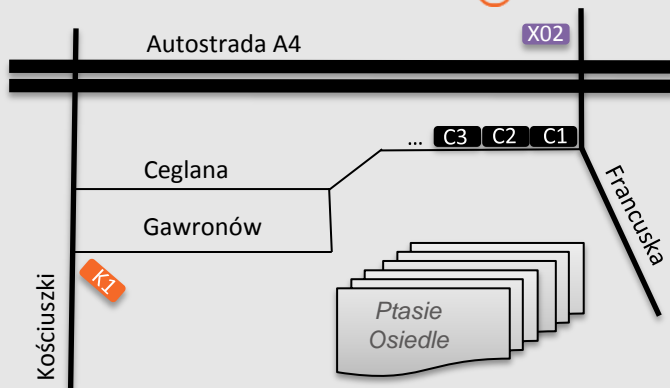 X02
Autostrada A4
... C3 C2 C1
Ceglana
Francuska
Gawronów
K1
Kościuszki
Ptasie
Osiedle